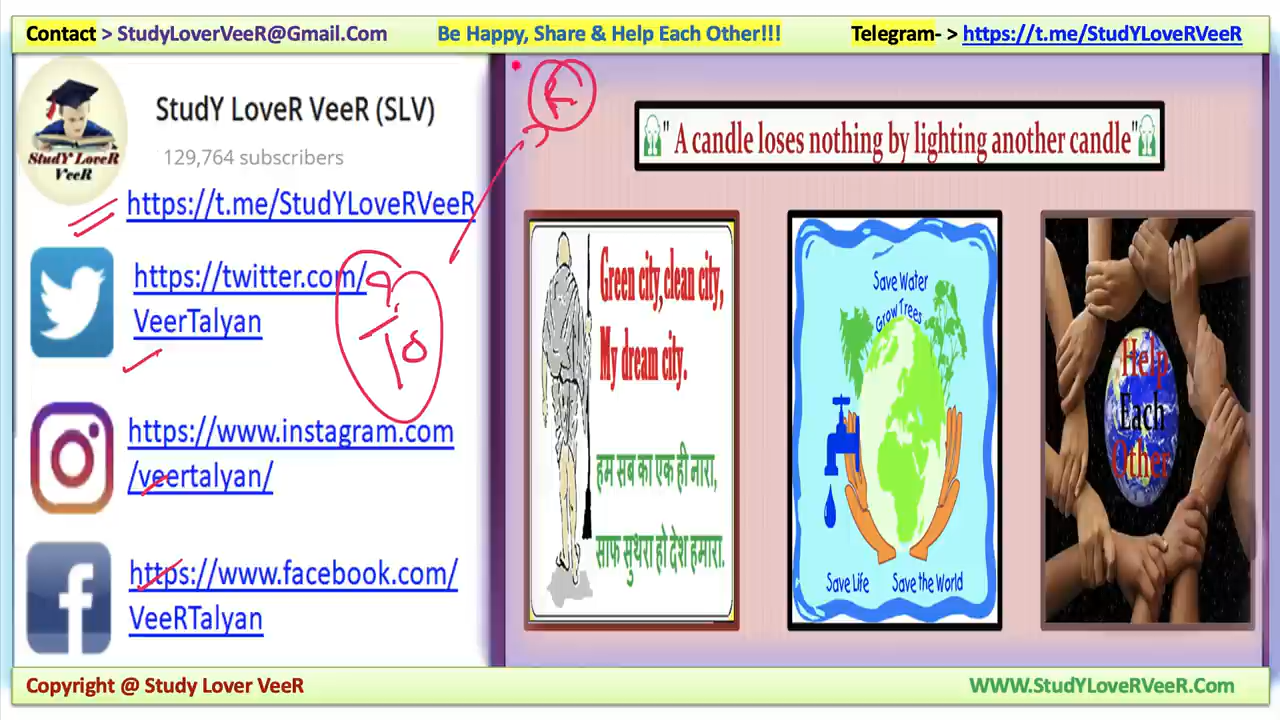 Contact > StudyLoverVeeR@Gmail.Com
Be Happy, Share & Help Each Other!!!
Telegram- > https://t.me/StudYLoveRVeeR
StudY LoveR VeeR (SLV)
129,764 subscribers
StudY LoveR
VeeR
https://t.me/StudYLoveRVeeR
https://twitter.com/
VeerTalyan
9
10
https://www.instagram.com
/veertalyan/
https://www.facebook.com/
VeeRTalyan
R
" A candle loses nothing by lighting another candle"
Green city,clean city,
My dream city.
हम सब का एक ही नारा,
साफ सुथरा हो देश हमारा.
Save Water
Grow Trees
Save Life
Save the World
Help
Each
Other
Copyright @ Study Lover VeeR
WWW.StudYLoveRVeeR.Com